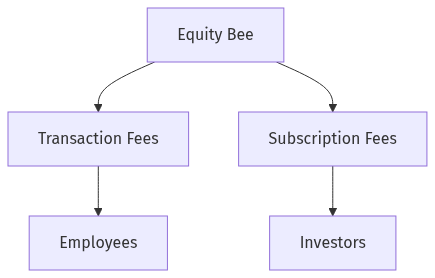 Equity Bee
Transaction Fees
Subscription Fees
Employees
Investors